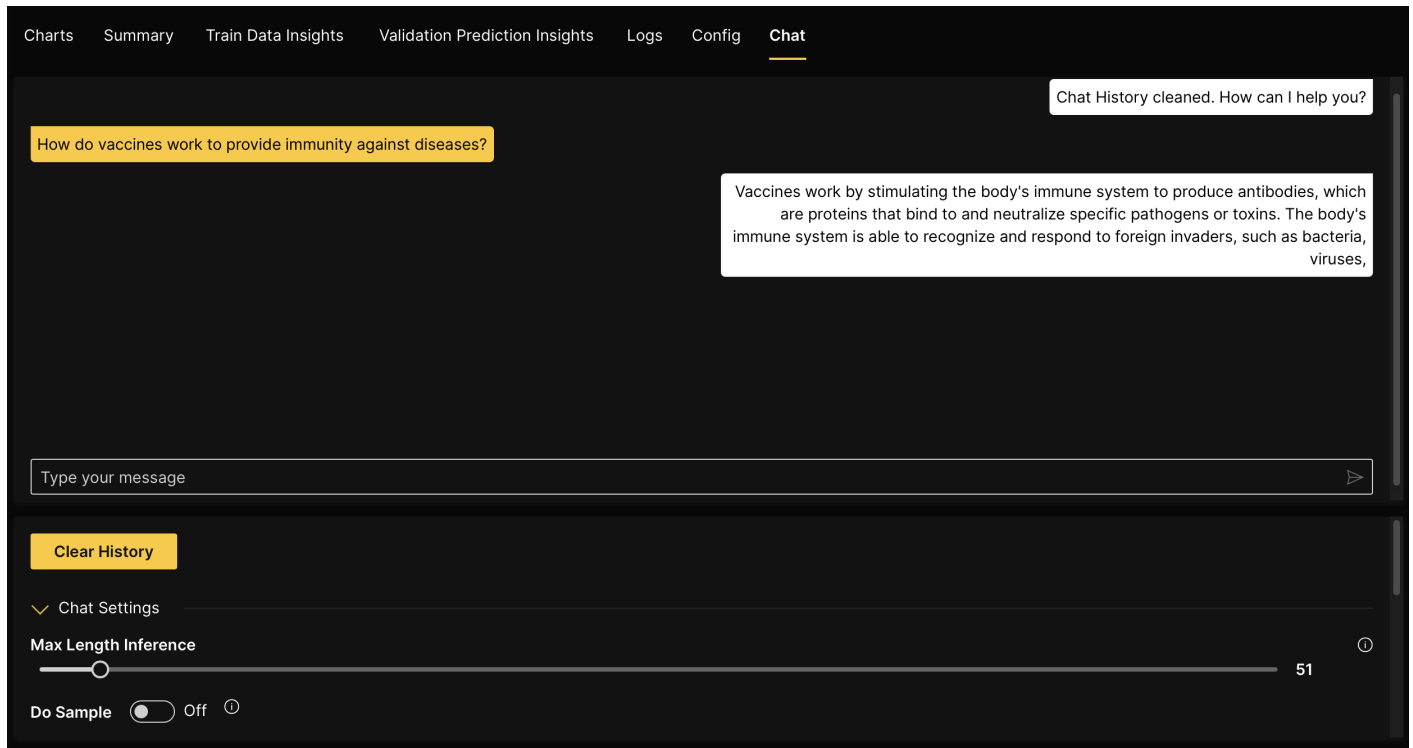 Charts Summary Train Data Insights Validation Prediction Insights Logs Config Chat
Chat History cleaned. How can I help you?
How do vaccines work to provide immunity against diseases?
Vaccines work by stimulating the body's immune system to produce antibodies, which
are proteins that bind to and neutralize specific pathogens or toxins. The body's
immune system is able to recognize and respond to foreign invaders, such as bacteria,
viruses,
Type your message
Clear History
Chat Settings
Max Length Inference
51
Do Sample Off